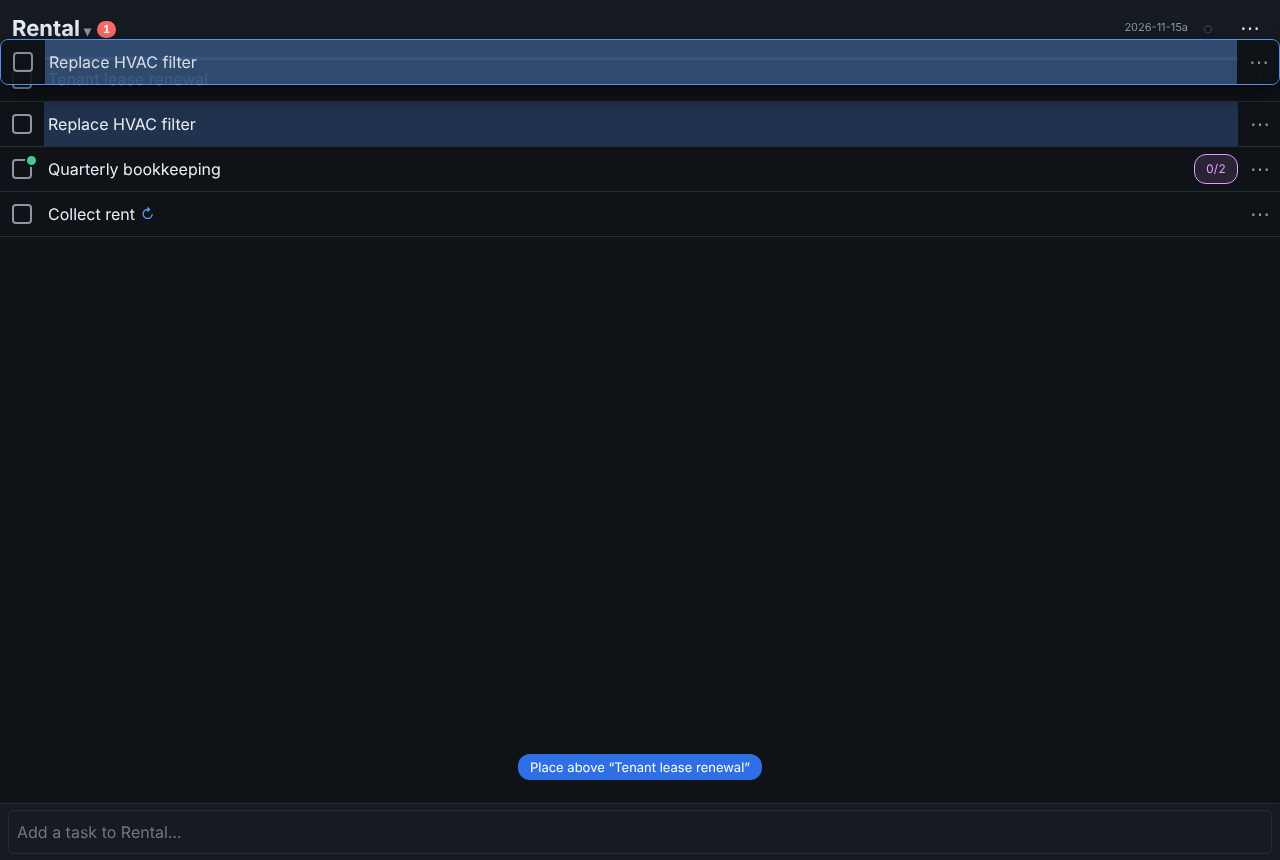 Rental ▾ 1
2026-11-15a
Replace HVAC filter
Tenant lease renewal
Replace HVAC filter
Quarterly bookkeeping 0/2
Collect rent
Place above “Tenant lease renewal”
Add a task to Rental...